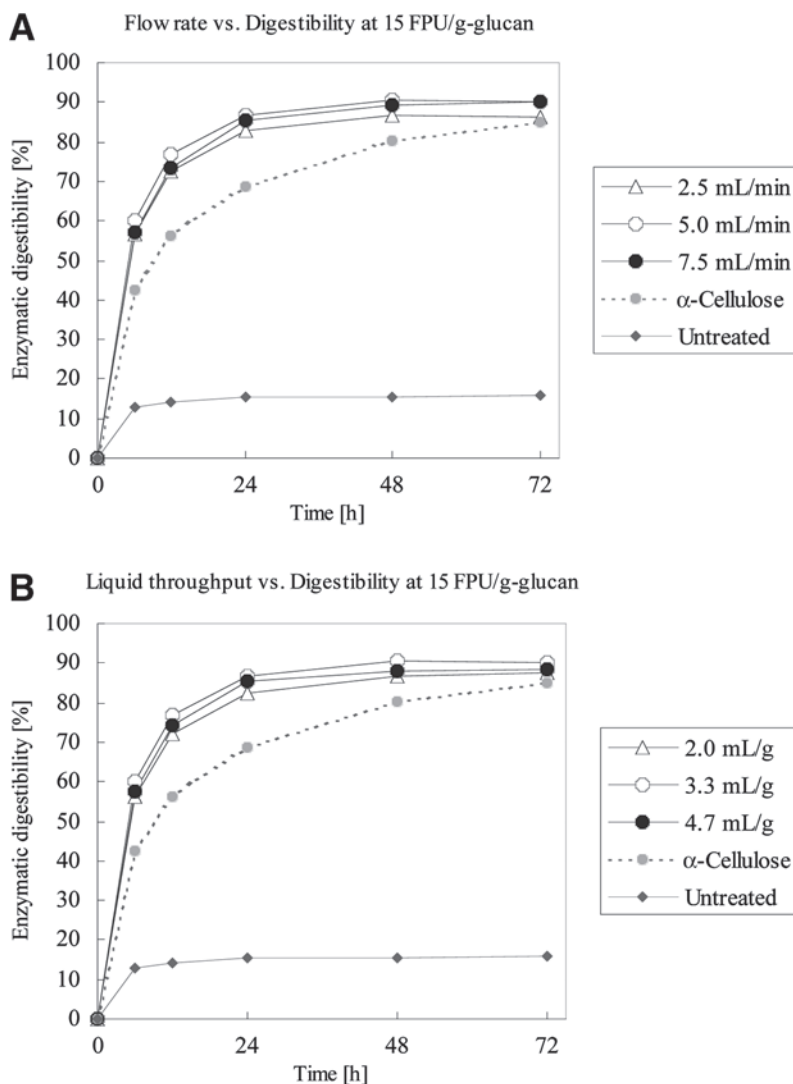 A
Flow rate vs. Digestibility at 15 FPU/g-glucan
Enzymatic digestibility [%]
100
90
80
70
60
50
40
30
20
10
0
0 24 48 72
Time [h]
2.5 mL/min
5.0 mL/min
7.5 mL/min
α-Cellulose
Untreated
B
Liquid throughput vs. Digestibility at 15 FPU/g-glucan
Enzymatic digestibility [%]
100
90
80
70
60
50
40
30
20
10
0
0 24 48 72
Time [h]
2.0 mL/g
3.3 mL/g
4.7 mL/g
α-Cellulose
Untreated